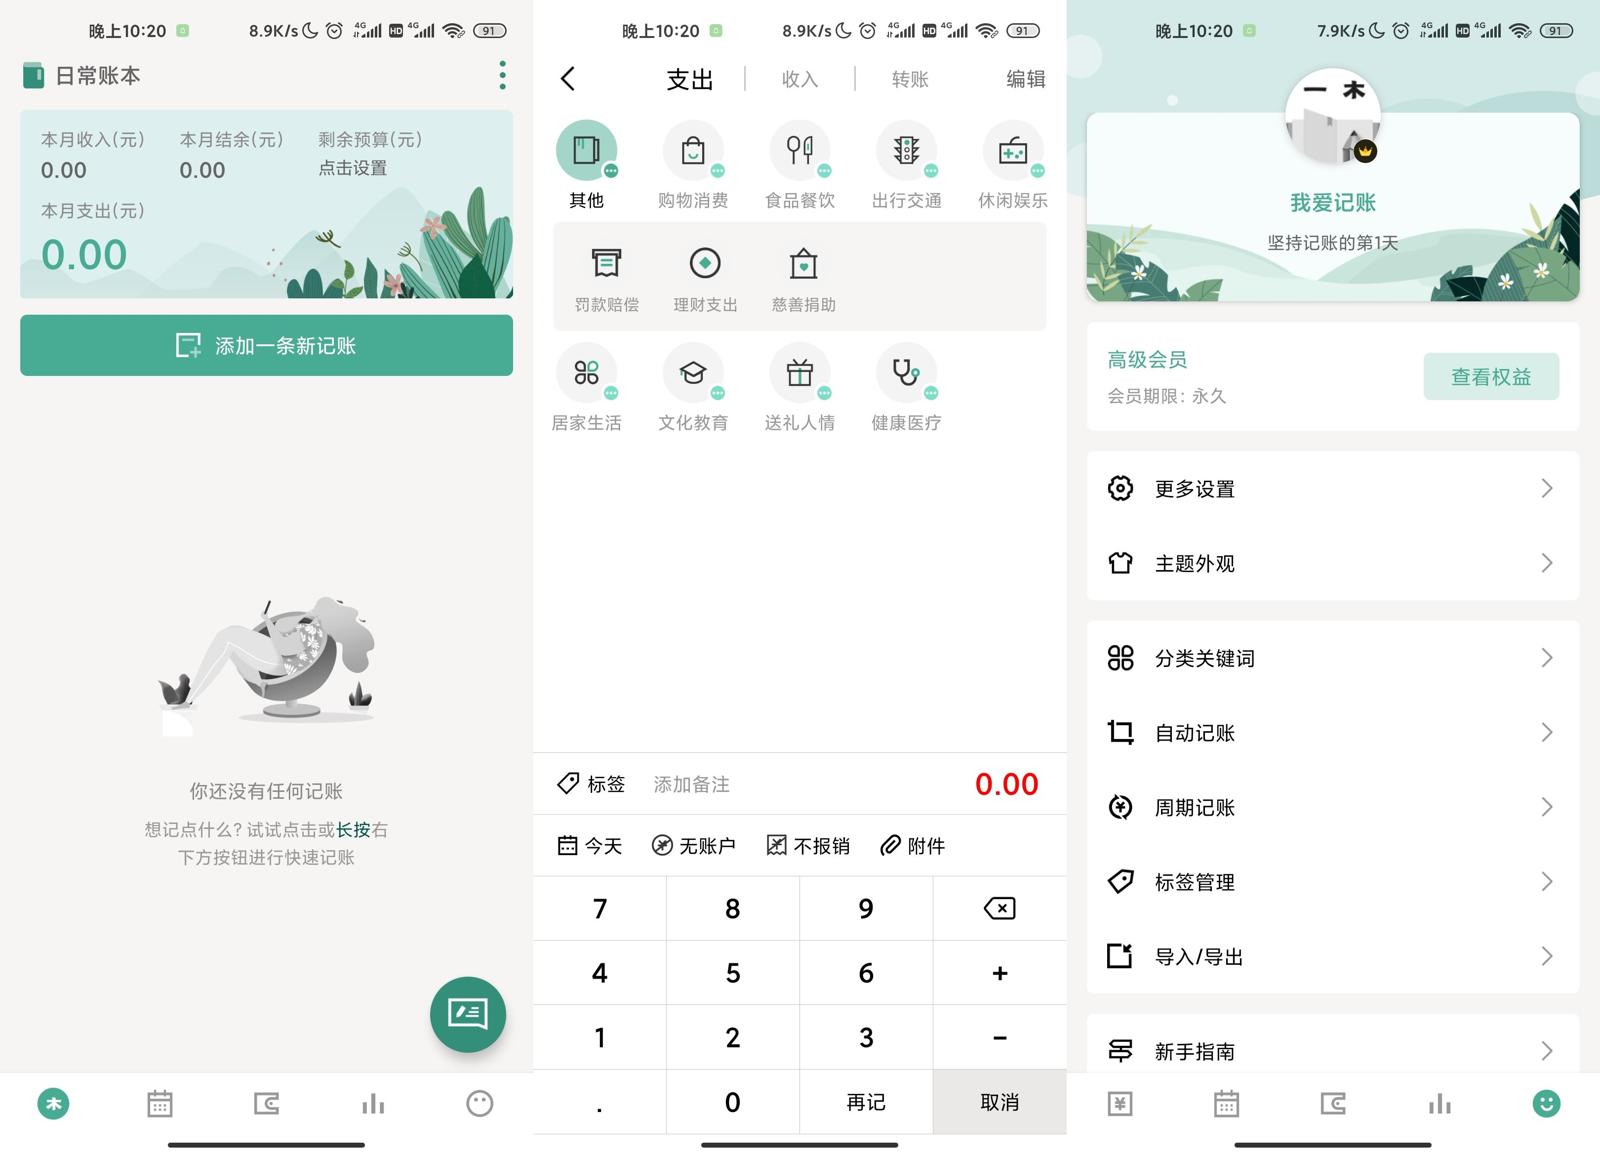 晚上10:20
8.9K/s
4G
HD
4G
91
日常账本
本月收入(元)
本月结余(元)
剩余预算(元)
0.00
0.00
点击设置
本月支出(元)
0.00
添加一条新记账
你还没有任何记账
想记点什么？试试点击或长按右
下方按钮进行快速记账
木
晚上10:20
8.9K/s
4G
HD
4G
91
支出
收入
转账
编辑
其他
购物消费
食品餐饮
出行交通
休闲娱乐
罚款赔偿
理财支出
慈善捐助
居家生活
文化教育
送礼人情
健康医疗
标签
添加备注
0.00
今天
无账户
不报销
附件
7
8
9
4
5
6
+
1
2
3
−
.
0
再记
取消
晚上10:20
7.9K/s
4G
HD
4G
91
一木
我爱记账
坚持记账的第1天
高级会员
查看权益
会员期限：永久
更多设置
主题外观
分类关键词
自动记账
¥
周期记账
标签管理
导入/导出
新手指南
¥